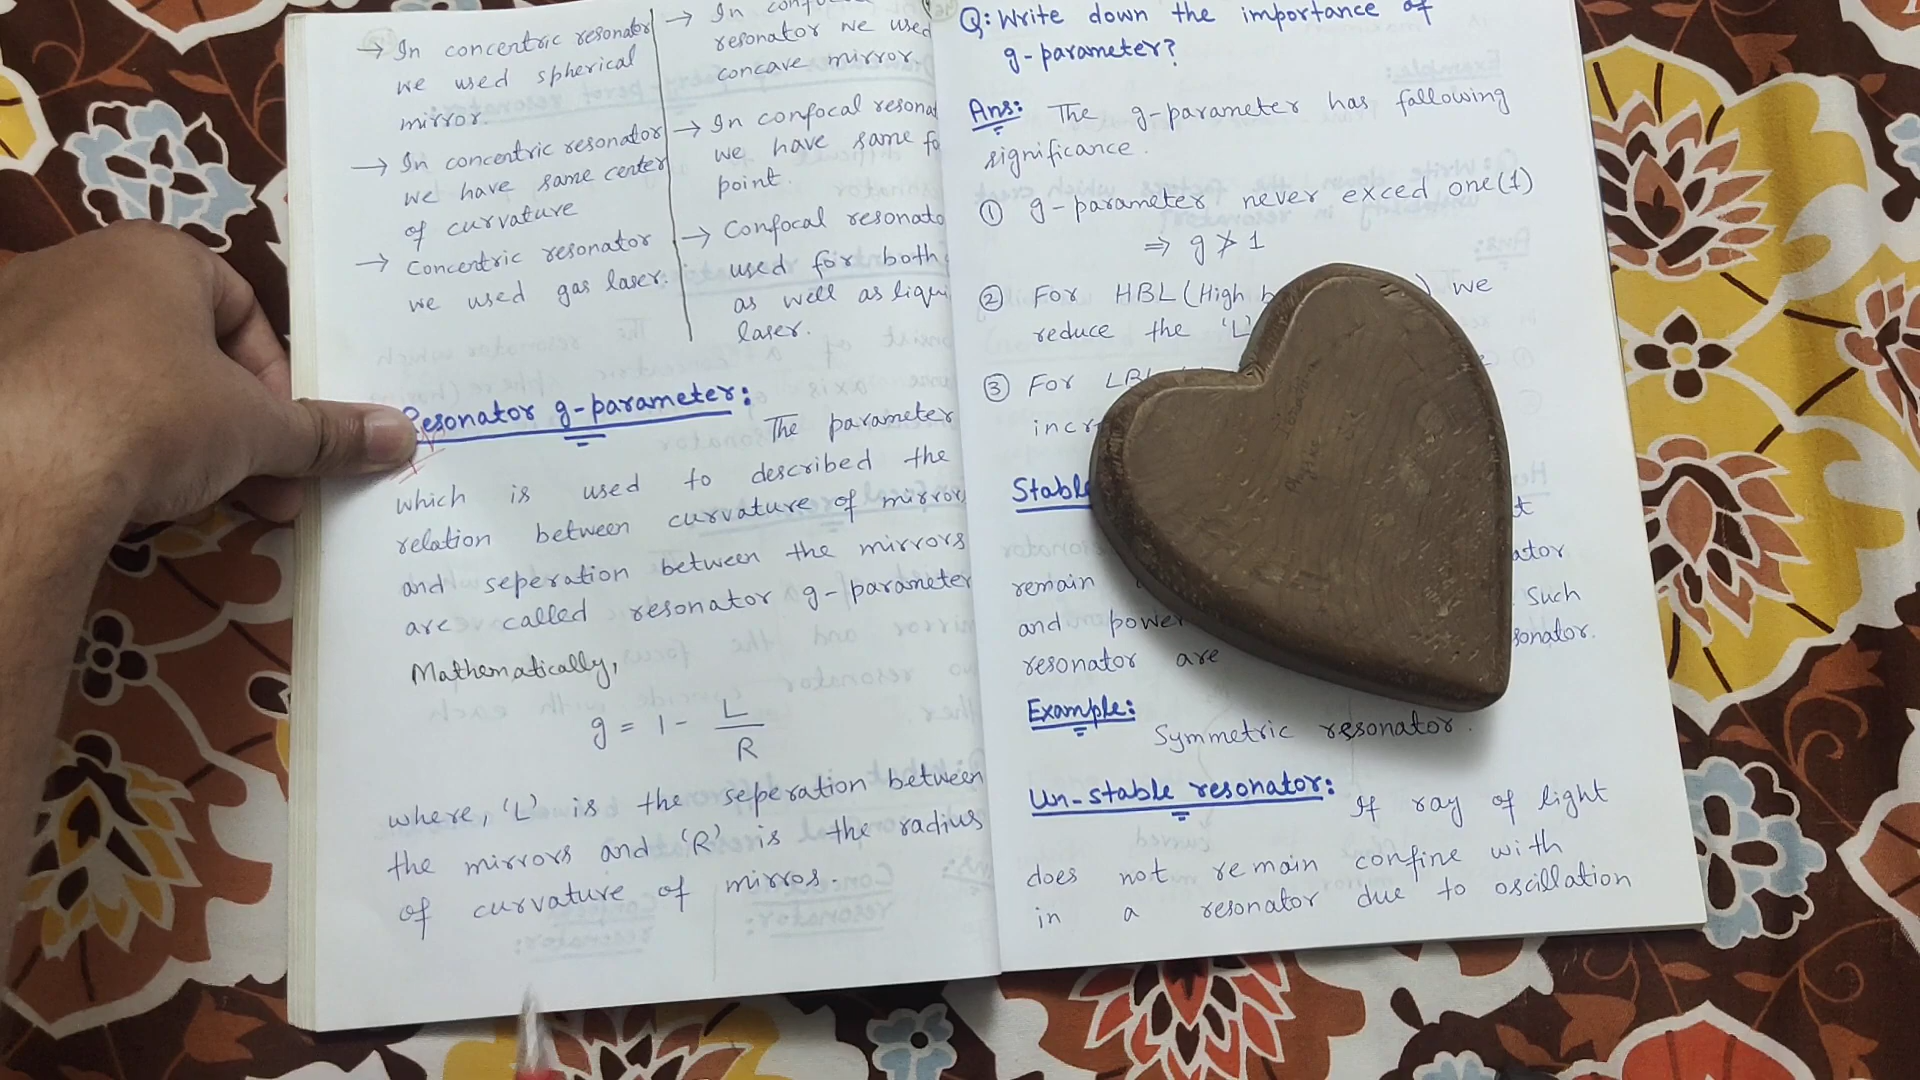 → In concentric resonator
we used spherical
mirror.
→ In concentric resonator
we have same center
of curvature
→ Concentric resonator
we used gas laser.
→ In
resonator we used
concave mirror.
→ In confocal
we have same
point.
→ Confocal
used for both
as well as
laser.
Resonator g-parameter:
The parameter
which is used to described the
relation between curvature of mirror
and seperation between the mirrors
are called resonator g-parameter
Mathematically,
g = 1 - L/R
where, 'L' is the seperation between
the mirrors and 'R' is the radius
of curvature of mirros.
Q: Write down the importance of
g-parameter?
Ans: The g-parameter has following
significance.
① g-parameter never exced one(1)
⇒ g ≯ 1
② For HBL (High ) we
reduce the 'L'
③ For LBL
Stable
remain
and power Such
resonator are
Example:
Symmetric resonator.
Un-stable resonator: If ray of light
does not remain confine with
in a resonator due to oscillation